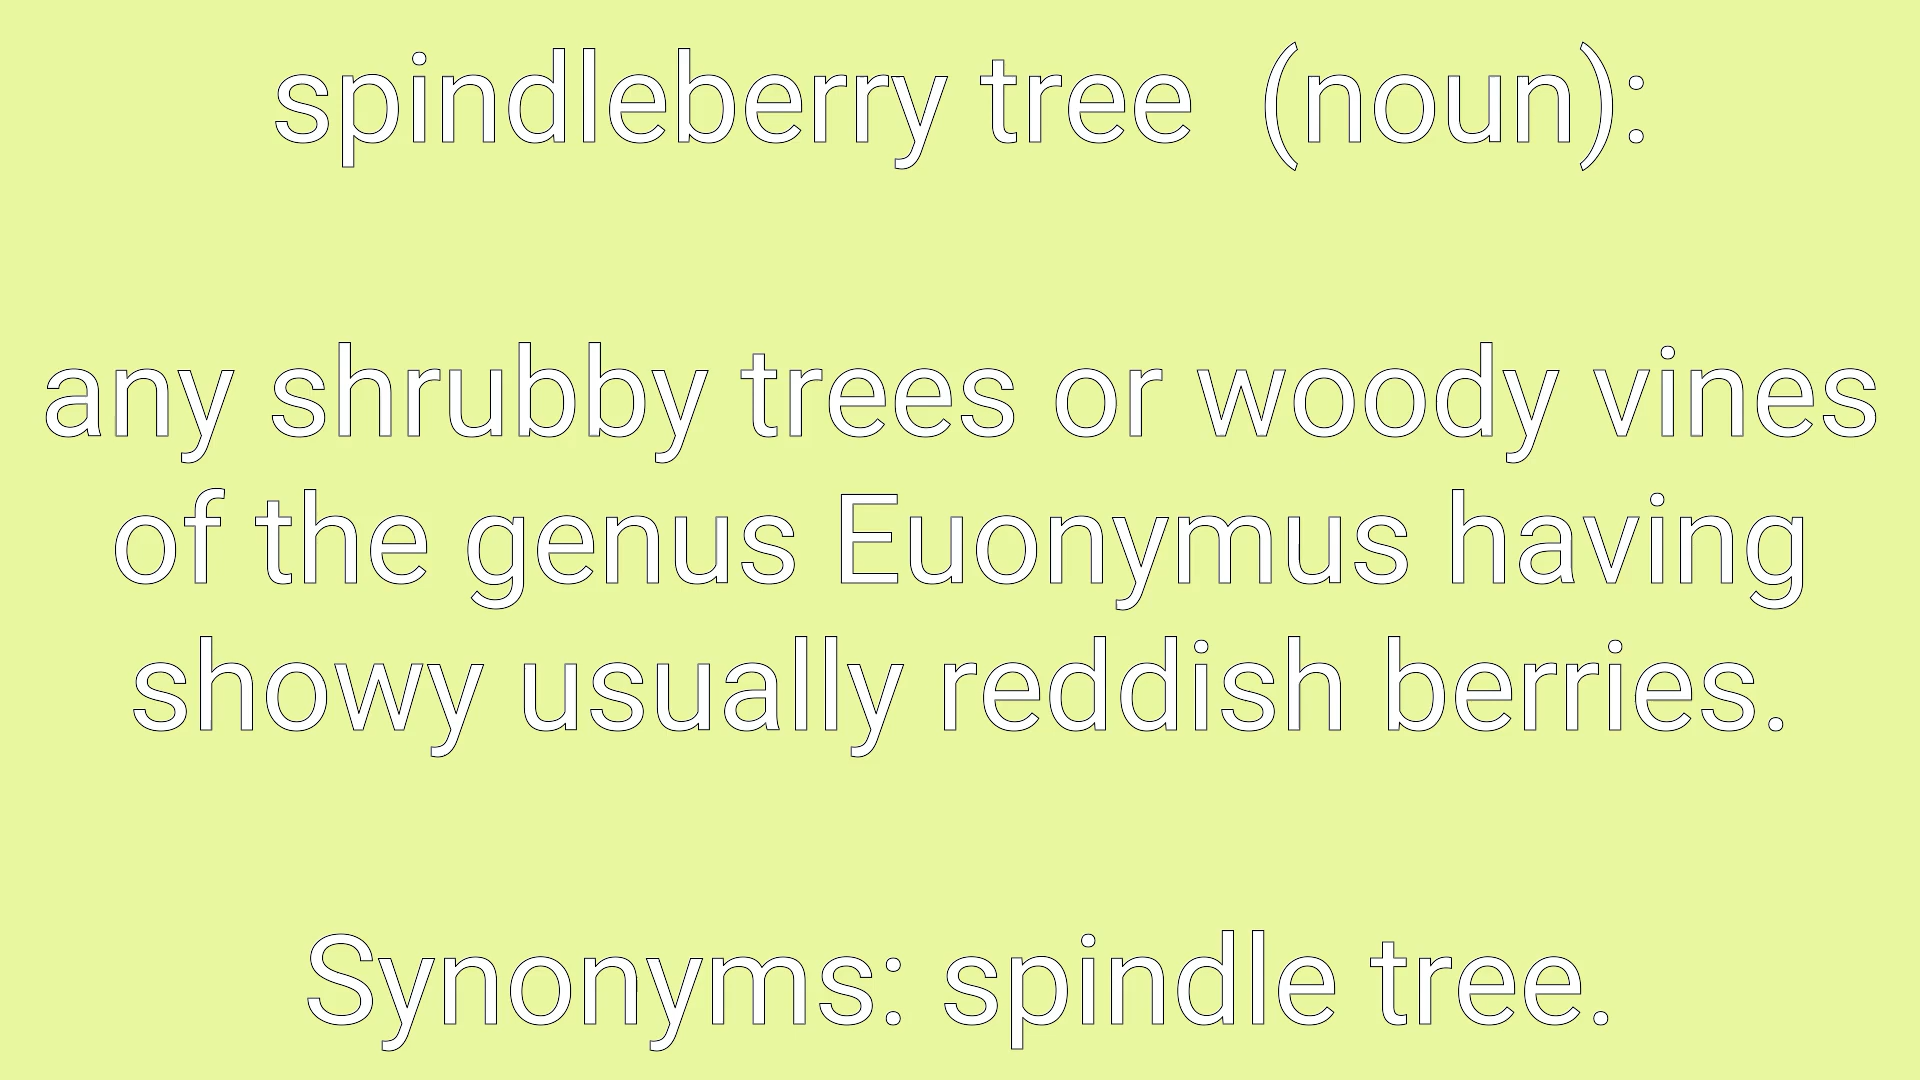 spindleberry tree  (noun):
any shrubby trees or woody vines
of the genus Euonymus having
showy usually reddish berries.
Synonyms: spindle tree.